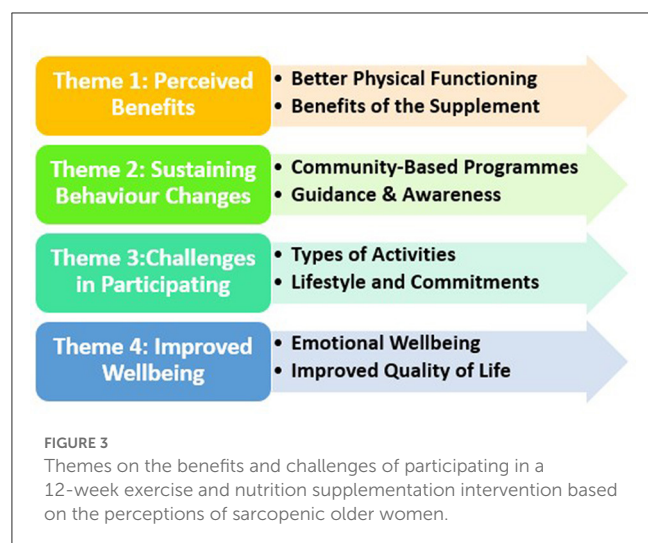 Theme 1: Perceived
Benefits
• Better Physical Functioning
• Benefits of the Supplement
Theme 2: Sustaining
Behaviour Changes
• Community-Based Programmes
• Guidance & Awareness
Theme 3:Challenges
in Participating
• Types of Activities
• Lifestyle and Commitments
Theme 4: Improved
Wellbeing
• Emotional Wellbeing
• Improved Quality of Life
FIGURE 3
Themes on the benefits and challenges of participating in a
12-week exercise and nutrition supplementation intervention based
on the perceptions of sarcopenic older women.